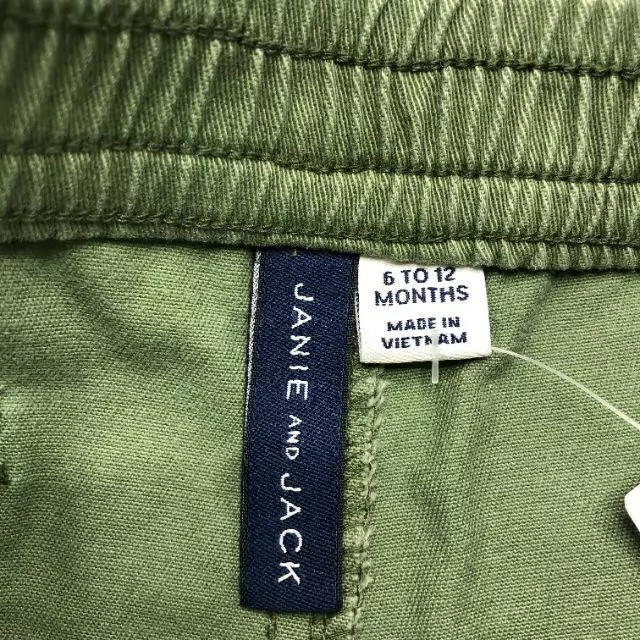 JANIE AND JACK
6 TO 12
MONTHS
MADE IN
VIETNAM